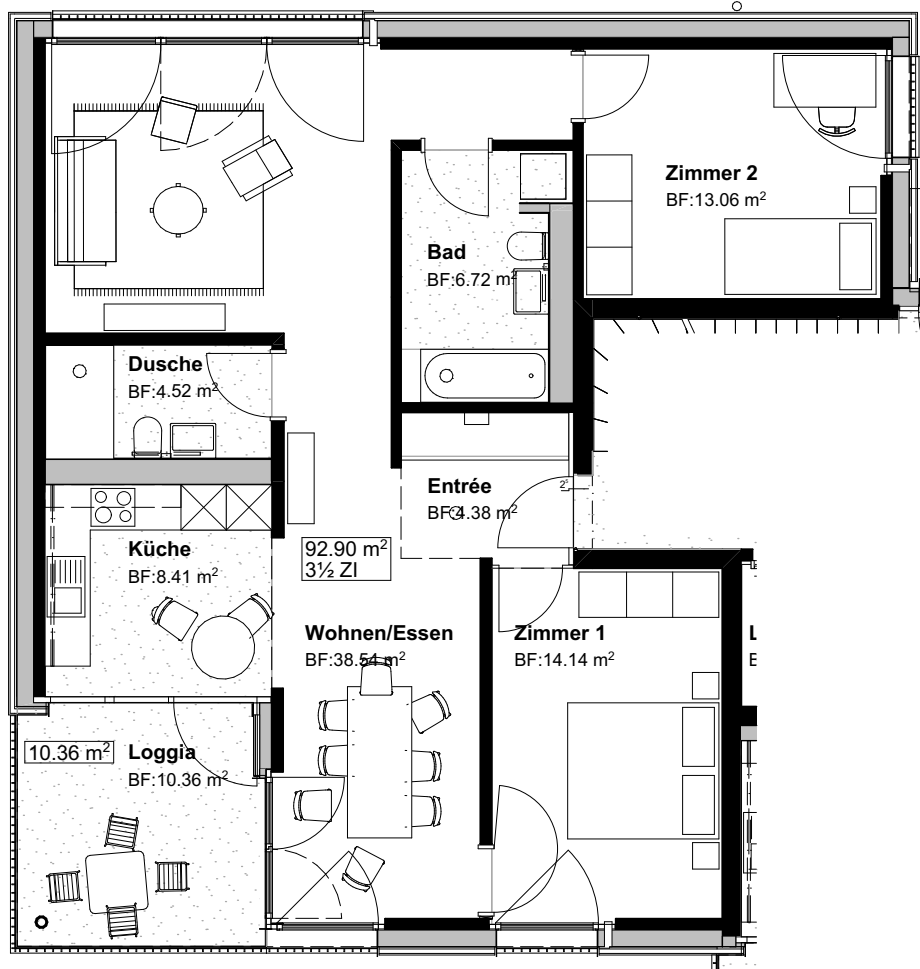 Zimmer 2
BF:13.06 m²
Bad
BF:6.72 m²
Dusche
BF:4.52 m²
Entrée
BF:4.38 m²
92.90 m²
3½ ZI
Küche
BF:8.41 m²
Wohnen/Essen
BF:38.54 m²
Zimmer 1
BF:14.14 m²
L
10.36 m²
Loggia
BF:10.36 m²